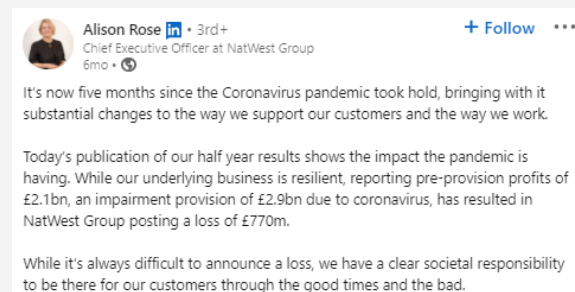 Alison Rose in • 3rd+
+ Follow ...
Chief Executive Officer at NatWest Group
6mo •
It's now five months since the Coronavirus pandemic took hold, bringing with it
substantial changes to the way we support our customers and the way we work.
Today's publication of our half year results shows the impact the pandemic is
having. While our underlying business is resilient, reporting pre-provision profits of
£2.1bn, an impairment provision of £2.9bn due to coronavirus, has resulted in
NatWest Group posting a loss of £770m.
While it's always difficult to announce a loss, we have a clear societal responsibility
to be there for our customers through the good times and the bad.